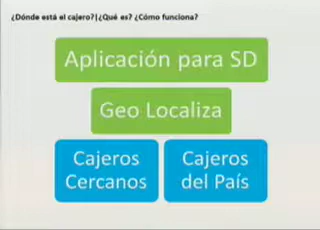 ¿Dónde está el cajero?|¿Qué es? ¿Cómo funciona?
Aplicación para SD
Geo Localiza
Cajeros
Cercanos
Cajeros
del País